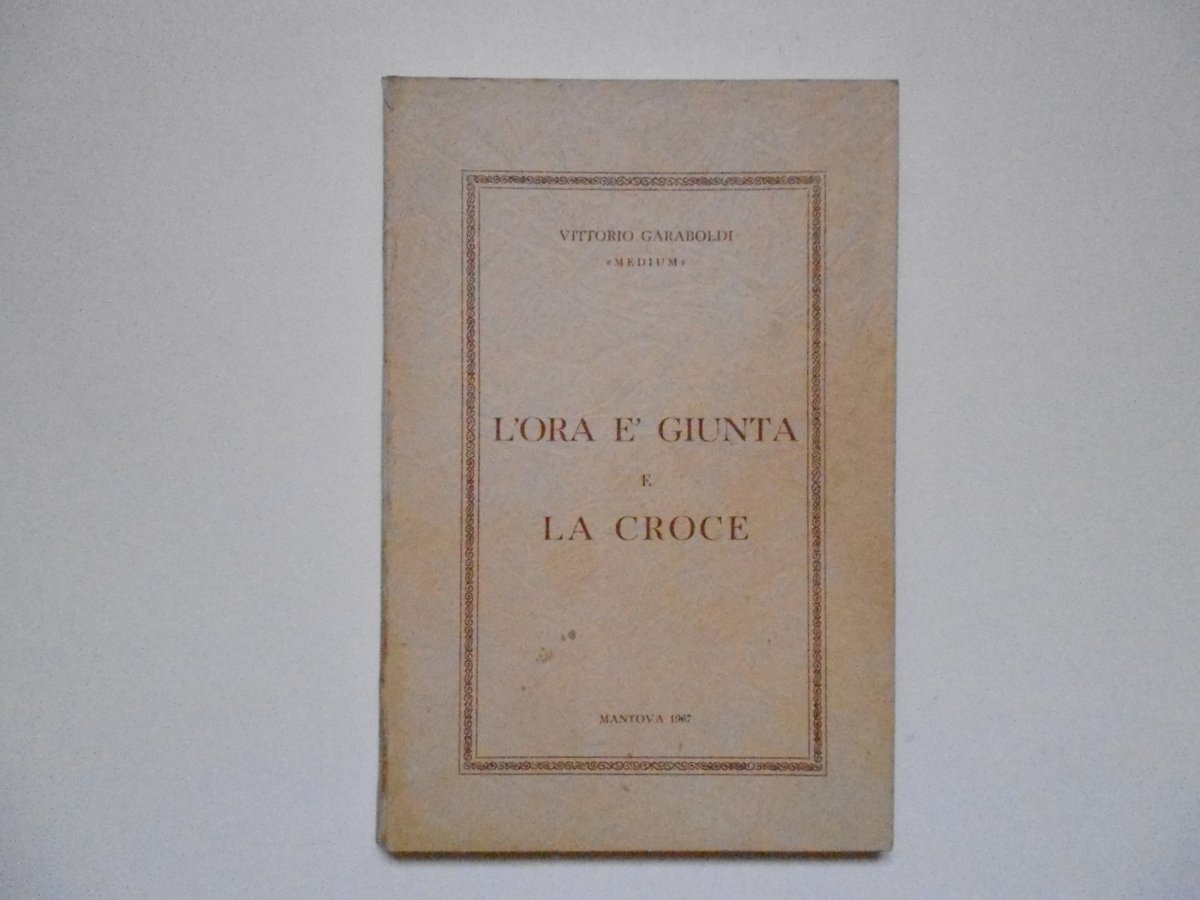 VITTORIO GARABOLDI
«MEDIUM»
L'ORA E' GIUNTA
E
LA CROCE
MANTOVA 1967